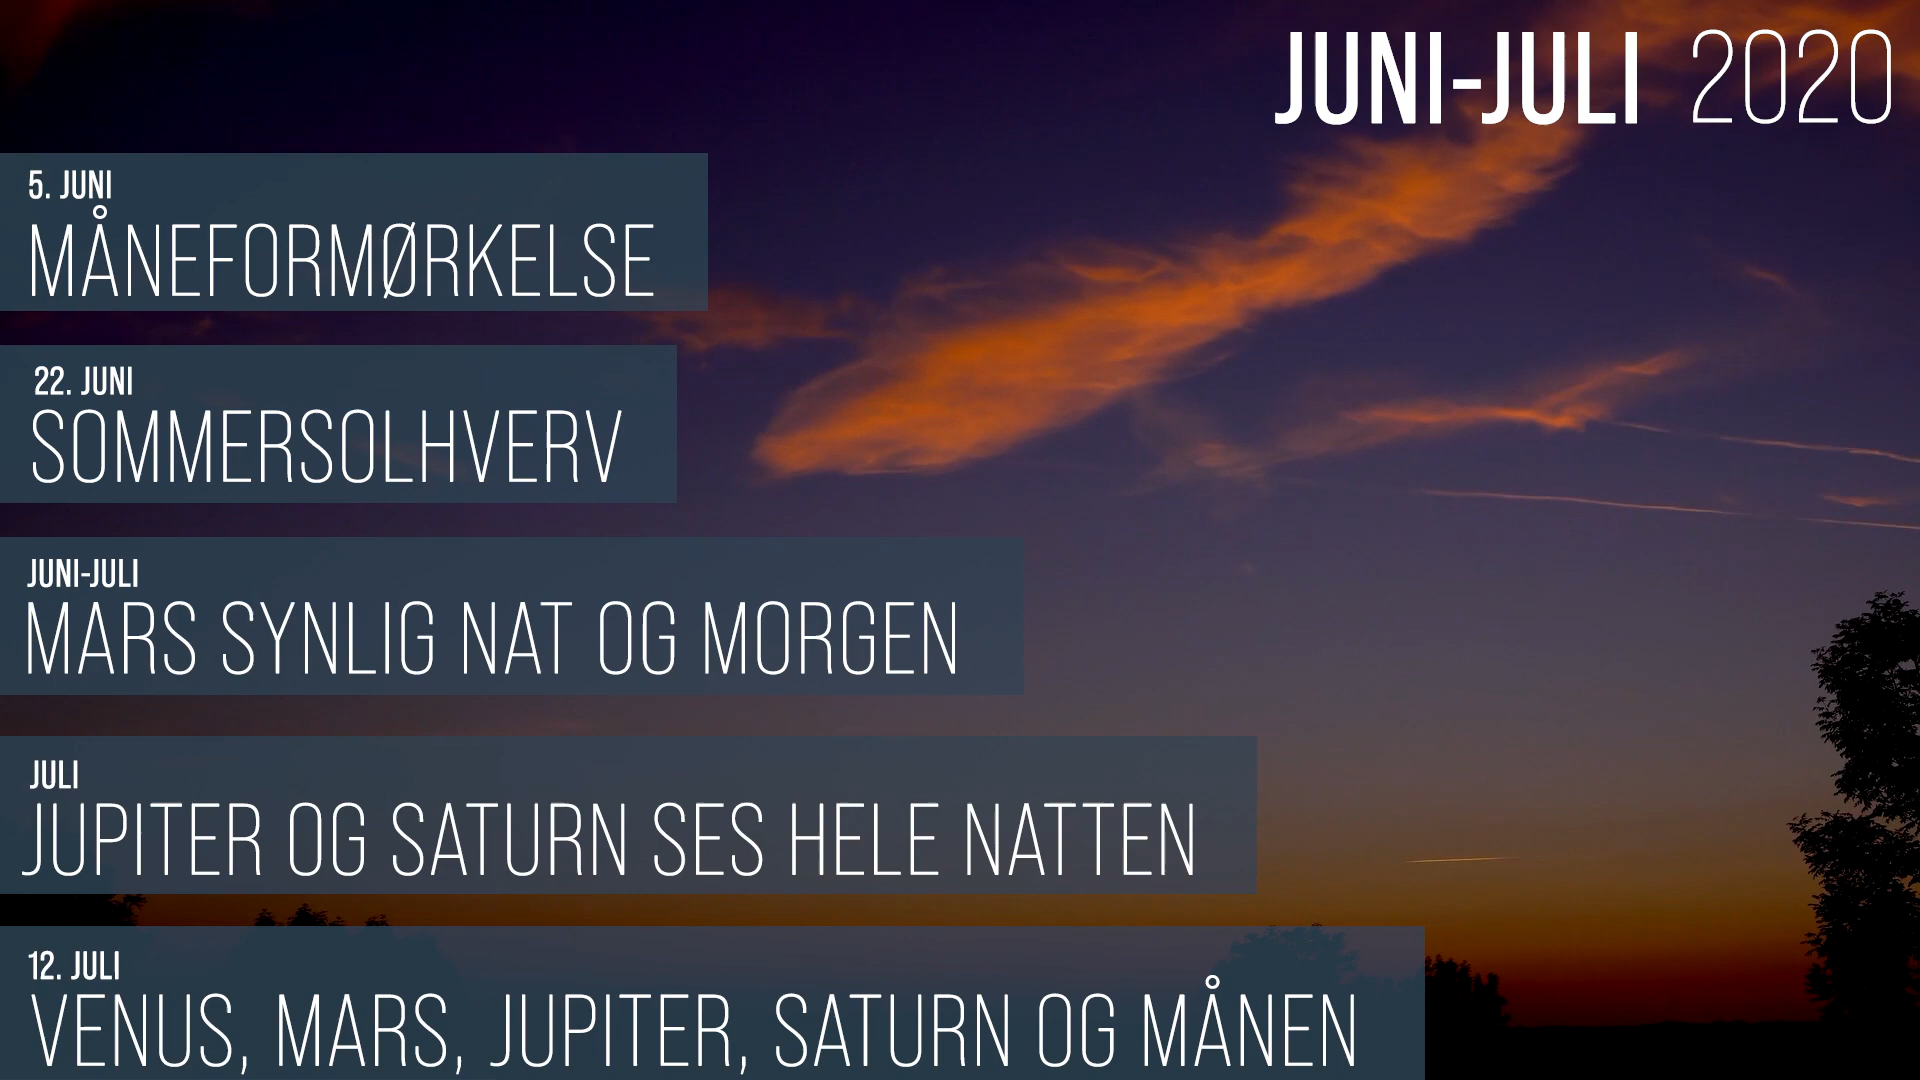 JUNI-JULI 2020
5. JUNI
MÅNEFORMØRKELSE
22. JUNI
SOMMERSOLHVERV
JUNI-JULI
MARS SYNLIG NAT OG MORGEN
JULI
JUPITER OG SATURN SES HELE NATTEN
12. JULI
VENUS, MARS, JUPITER, SATURN OG MÅNEN